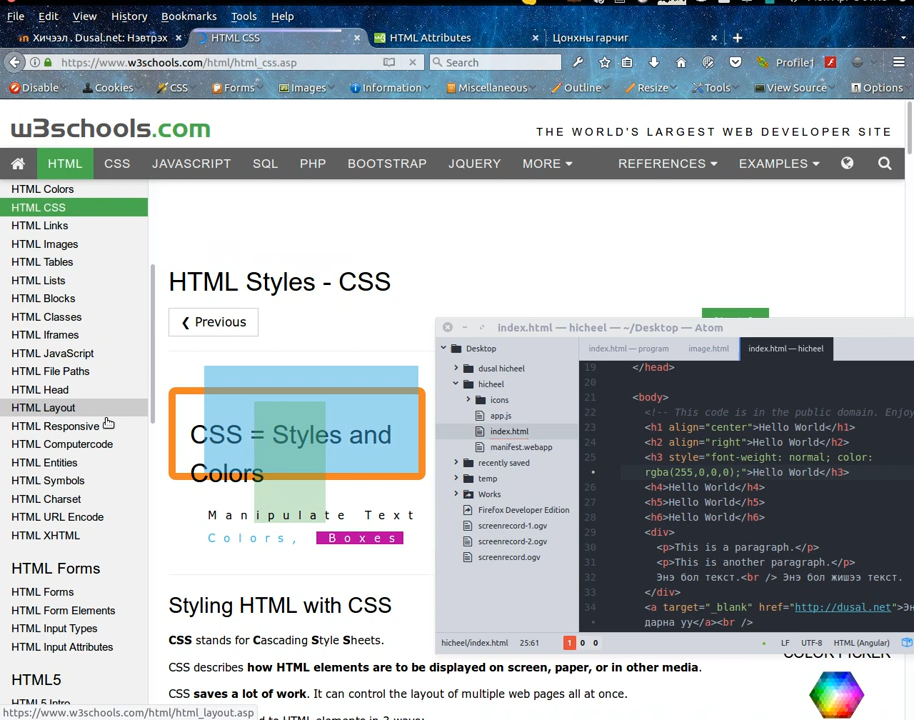 File Edit View History Bookmarks Tools Help
Хичээл . Dusal.net: Нэвтрэх HTML CSS HTML Attributes Цонхны гарчиг
https://www.w3schools.com/html/html_css.asp Search Profile1
Disable Cookies CSS Forms Images Information Miscellaneous Outline Resize Tools View Source Options
w3schools.com
THE WORLD'S LARGEST WEB DEVELOPER SITE
HTML CSS JAVASCRIPT SQL PHP BOOTSTRAP JQUERY MORE REFERENCES EXAMPLES
HTML Colors
HTML CSS
HTML Links
HTML Images
HTML Tables
HTML Lists
HTML Blocks
HTML Classes
HTML Iframes
HTML JavaScript
HTML File Paths
HTML Head
HTML Layout
HTML Responsive
HTML Computercode
HTML Entities
HTML Symbols
HTML Charset
HTML URL Encode
HTML XHTML
HTML Forms
HTML Forms
HTML Form Elements
HTML Input Types
HTML Input Attributes
HTML5
HTML5 Intro
https://www.w3schools.com/html/html_layout.asp
HTML Styles - CSS
❮ Previous
CSS = Styles and
Colors
Manipulate Text
Colors, Boxes
Styling HTML with CSS
CSS stands for Cascading Style Sheets.
CSS describes how HTML elements are to be displayed on screen, paper, or in other media.
CSS saves a lot of work. It can control the layout of multiple web pages all at once.
COLOR PICKER
index.html — hicheel — ~/Desktop — Atom
Desktop
dusal hicheel
hicheel
icons
app.js
index.html
manifest.webapp
recently saved
temp
Works
Firefox Developer Edition
screenrecord-1.ogv
screenrecord-2.ogv
screenrecord.ogv
index.html — program image.html index.html — hicheel
19 </head>
20
21 <body>
22 <!-- This code is in the public domain. Enjoy
23 <h1 align="center">Hello World</h1>
24 <h2 align="right">Hello World</h2>
25 <h3 style="font-weight: normal; color:
• rgba(255,0,0,0);">Hello World</h3>
26 <h4>Hello World</h4>
27 <h5>Hello World</h5>
28 <h6>Hello World</h6>
29 <div>
30 <p>This is a paragraph.</p>
31 <p>This is another paragraph.</p>
32 Энэ бол текст.<br /> Энэ бол жишээ текст.
33 </div>
34 <a target="_blank" href="http://dusal.net">Эн
• дарна уу</a><br />
hicheel/index.html 25:61 1 0 0 LF UTF-8 HTML (Angular)